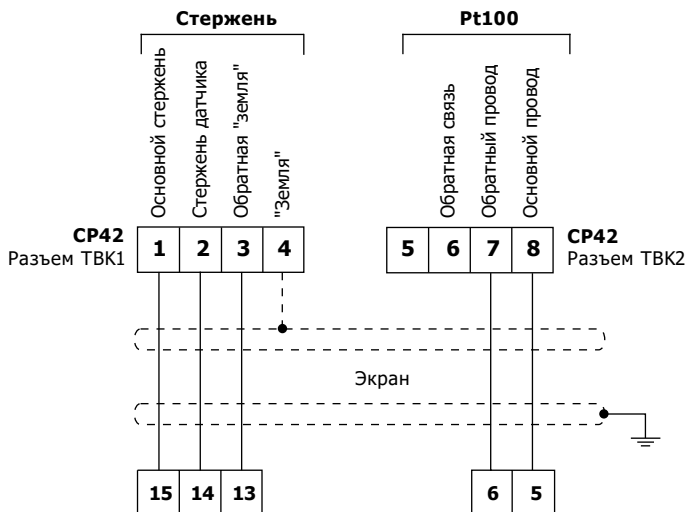 Стержень
Pt100
Основной стержень
Стержень датчика
Обратная "земля"
"Земля"
Обратная связь
Обратный провод
Основной провод
CP42
Разъем TBK1
1 2 3 4
5 6 7 8
CP42
Разъем TBK2
Экран
15 14 13
6 5